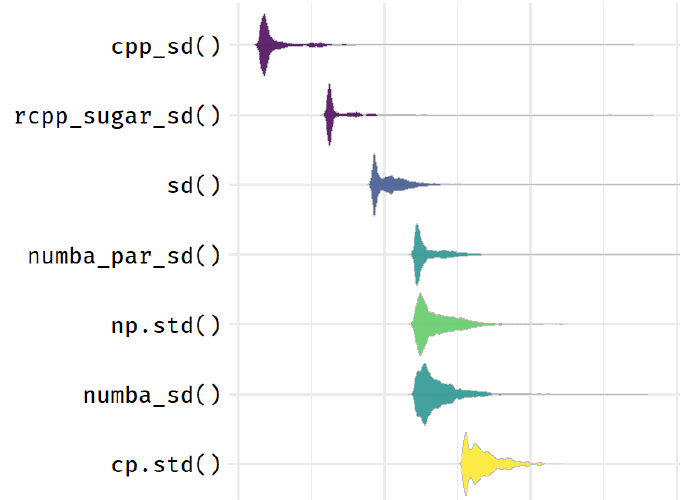 cpp_sd()
rcpp_sugar_sd()
sd()
numba_par_sd()
np.std()
numba_sd()
cp.std()